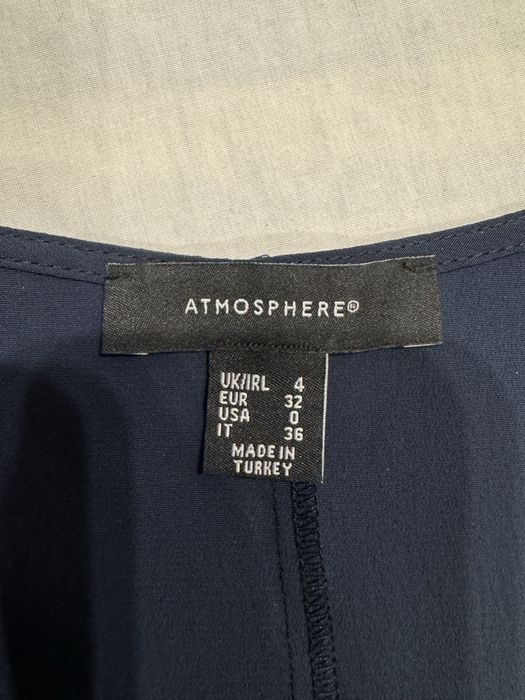 ATMOSPHERE®
UK/IRL 4
EUR 32
USA 0
IT 36
MADE IN
TURKEY